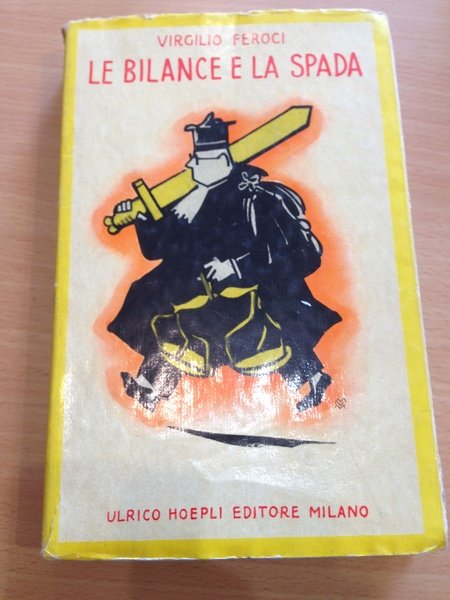 VIRGILIO FEROCI
LE BILANCE E LA SPADA
ULRICO HOEPLI EDITORE MILANO